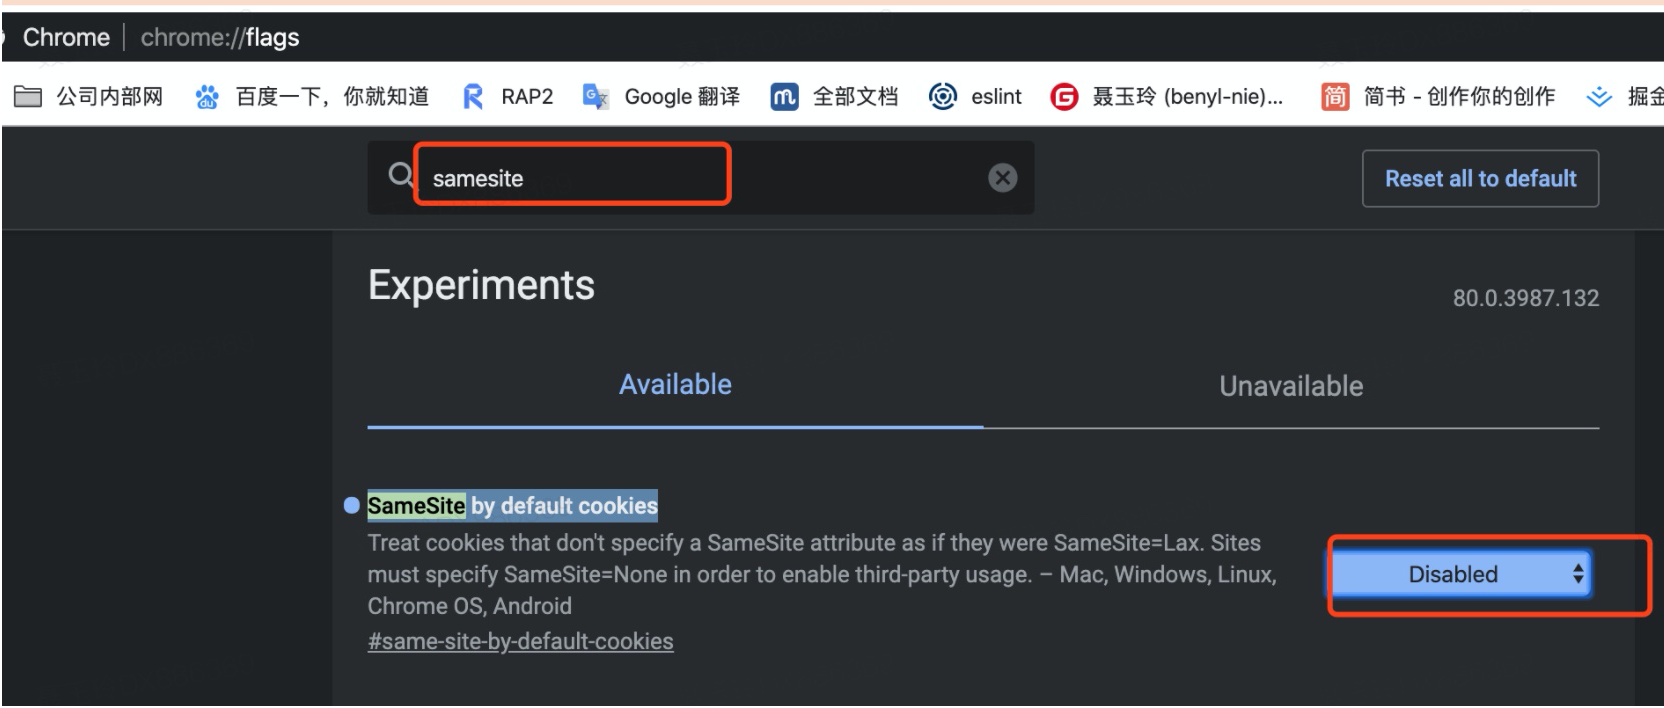 Chrome | chrome://flags
公司内部网 百度一下，你就知道 RAP2 Google 翻译 全部文档 eslint 聂玉玲 (benyl-nie)... 简书 - 创作你的创作 掘金
samesite
Reset all to default
Experiments
80.0.3987.132
Available
Unavailable
SameSite by default cookies
Treat cookies that don't specify a SameSite attribute as if they were SameSite=Lax. Sites
must specify SameSite=None in order to enable third-party usage. – Mac, Windows, Linux,
Chrome OS, Android
Disabled
#same-site-by-default-cookies